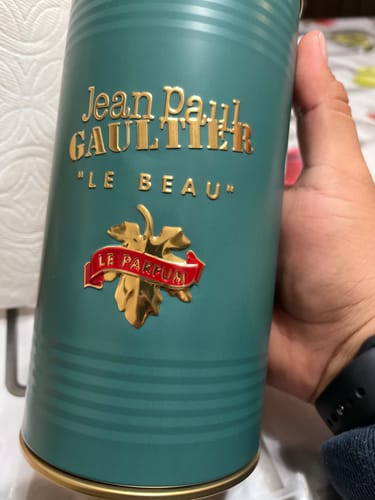 Jean Paul
GAULTIER
"LE BEAU"
LE PARFUM